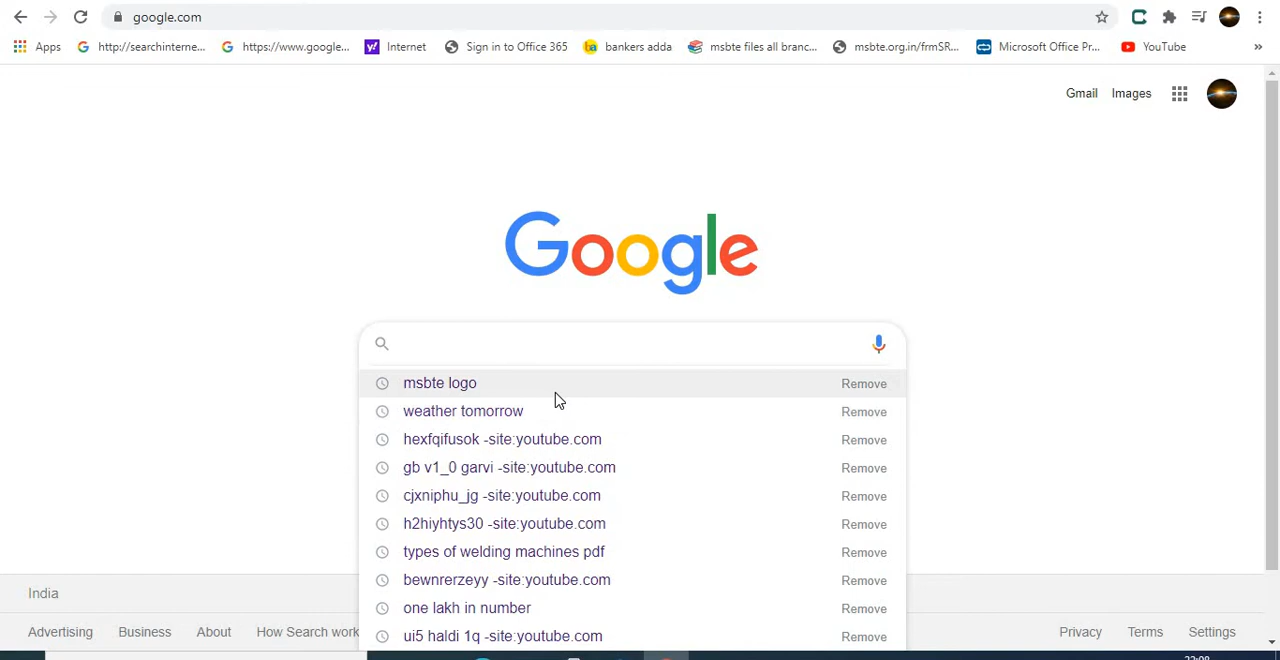 google.com
Apps http://searchinterne... https://www.google... Internet Sign in to Office 365 bankers adda msbte files all branc... msbte.org.in/frmSR... Microsoft Office Pr... YouTube »
Gmail Images
Google
msbte logo Remove
weather tomorrow Remove
hexfqifusok -site:youtube.com Remove
gb v1_0 garvi -site:youtube.com Remove
cjxniphu_jg -site:youtube.com Remove
h2hiyhtys30 -site:youtube.com Remove
types of welding machines pdf Remove
bewnrerzeyy -site:youtube.com Remove
India
one lakh in number Remove
Advertising Business About How Search work ui5 haldi 1q -site:youtube.com Remove Privacy Terms Settings